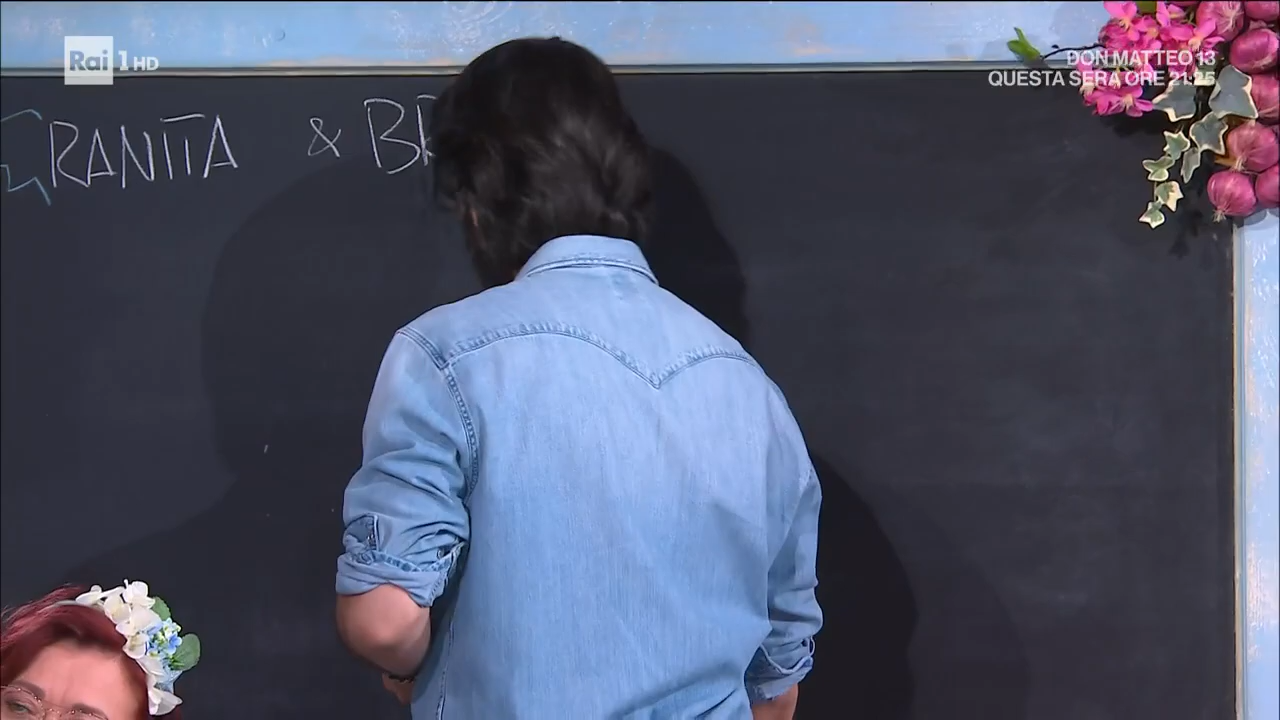 Rai 1 HD
DON MATTEO 13
QUESTA SERA ORE 21:25
GRANITA & BR